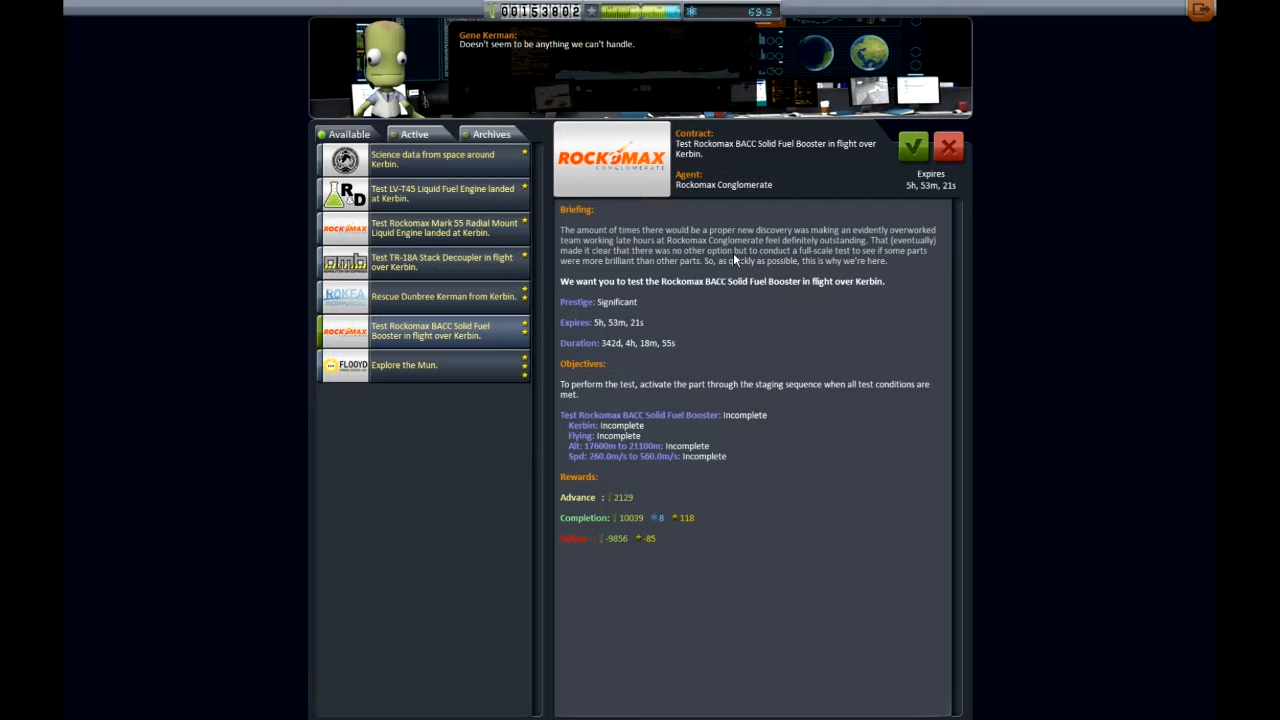 00153802
69.9
Gene Kerman:
Doesn't seem to be anything we can't handle.
Available
Active
Archives
Science data from space around
Kerbin.
R&D
Test LV-T45 Liquid Fuel Engine landed
at Kerbin.
ROCKOMAX
Test Rockomax Mark 55 Radial Mount
Liquid Engine landed at Kerbin.
Test TR-18A Stack Decoupler in flight
over Kerbin.
Rescue Dunbree Kerman from Kerbin.
ROCKOMAX
Test Rockomax BACC Solid Fuel
Booster in flight over Kerbin.
FLOOYD
Explore the Mun.
ROCKOMAX
CONGLOMERATE
Contract:
Test Rockomax BACC Solid Fuel Booster in flight over
Kerbin.
Agent:
Rockomax Conglomerate
Expires
5h, 53m, 21s
Briefing:
The amount of times there would be a proper new discovery was making an evidently overworked
team working late hours at Rockomax Conglomerate feel definitely outstanding. That (eventually)
made it clear that there was no other option but to conduct a full-scale test to see if some parts
were more brilliant than other parts. So, as quickly as possible, this is why we're here.
We want you to test the Rockomax BACC Solid Fuel Booster in flight over Kerbin.
Prestige: Significant
Expires: 5h, 53m, 21s
Duration: 342d, 4h, 18m, 55s
Objectives:
To perform the test, activate the part through the staging sequence when all test conditions are
met.
Test Rockomax BACC Solid Fuel Booster: Incomplete
Kerbin: Incomplete
Flying: Incomplete
Alt: 17600m to 21100m: Incomplete
Spd: 260.0m/s to 560.0m/s: Incomplete
Rewards:
Advance : 2129
Completion: 10039 8 118
Failure: -9856 -85